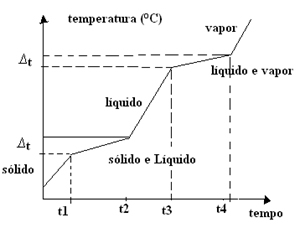 temperatura (ºC)
vapor
Δt
líquido e vapor
líquido
Δt
sólido
sólido e Líquido
t1 t2 t3 t4 tempo